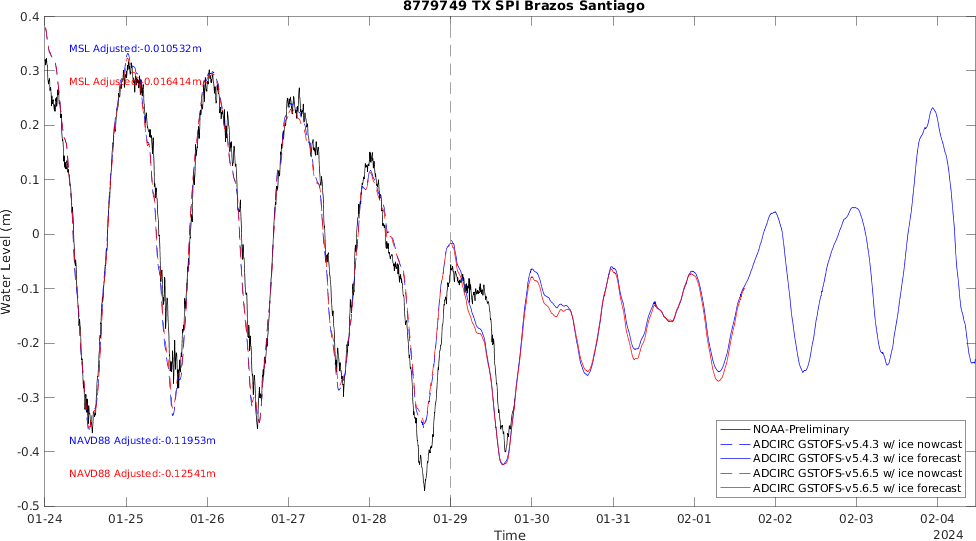 8779749 TX SPI Brazos Santiago
0.4
0.3
0.2
0.1
0
-0.1
-0.2
-0.3
-0.4
-0.5
Water Level (m)
MSL Adjusted:-0.010532m
MSL Adjusted:-0.016414m
NAVD88 Adjusted:-0.11953m
NAVD88 Adjusted:-0.12541m
NOAA-Preliminary
ADCIRC GSTOFS-v5.4.3 w/ ice nowcast
ADCIRC GSTOFS-v5.4.3 w/ ice forecast
ADCIRC GSTOFS-v5.6.5 w/ ice nowcast
ADCIRC GSTOFS-v5.6.5 w/ ice forecast
01-24 01-25 01-26 01-27 01-28 01-29 01-30 01-31 02-01 02-02 02-03 02-04
Time
2024